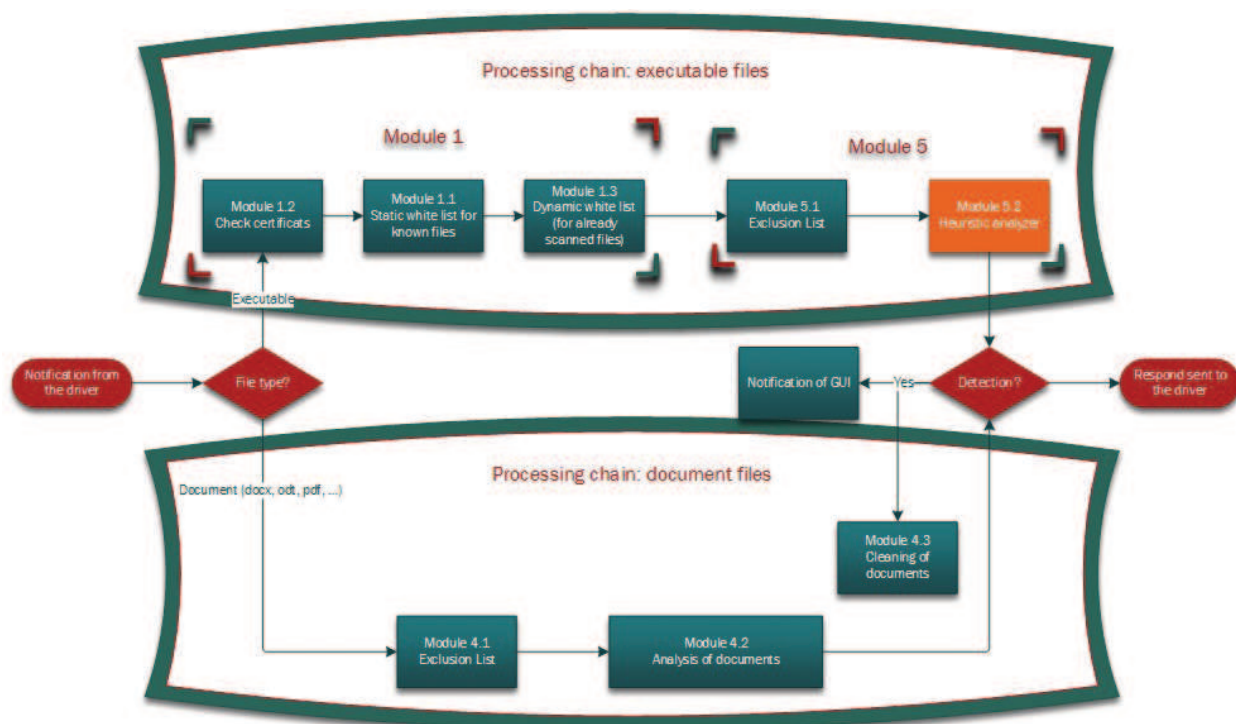 Processing chain: executable files
Module 1
Module 5
Module 1.2
Check certificats
Module 1.1
Static white list for
known files
Module 1.3
Dynamic white list
(for already
scanned files)
Module 5.1
Exclusion List
Module 5.2
Heuristic analyzer
Executable
Notification from
the driver
File type?
Notification of GUI
Yes
Detection?
Respond sent to
the driver
Processing chain: document files
Document (docx, odt, pdf, ...)
Module 4.3
Cleaning of
documents
Module 4.1
Exclusion List
Module 4.2
Analysis of documents